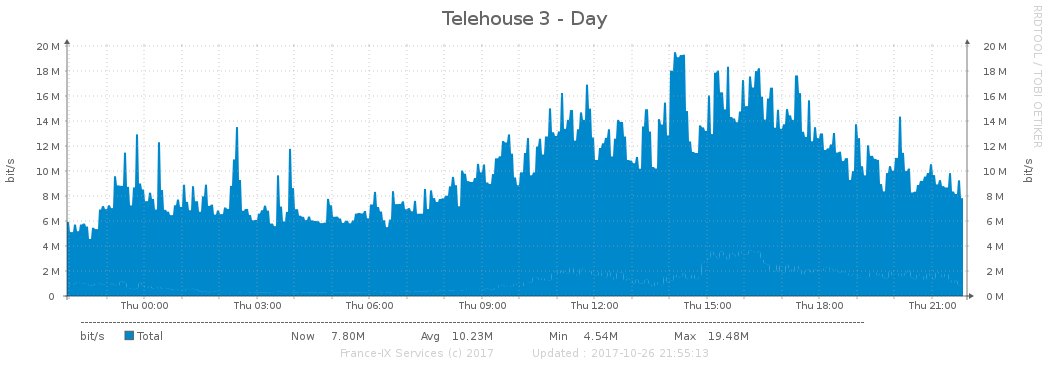 Telehouse 3 - Day
RRDTOOL / TOBI OETIKER
bit/s
20 M 20 M
18 M 18 M
16 M 16 M
14 M 14 M
12 M 12 M
10 M 10 M
8 M 8 M
6 M 6 M
4 M 4 M
2 M 2 M
0 0 M
bit/s
Thu 00:00 Thu 03:00 Thu 06:00 Thu 09:00 Thu 12:00 Thu 15:00 Thu 18:00 Thu 21:00
bit/s Total Now 7.80M Avg 10.23M Min 4.54M Max 19.48M
France-IX Services (c) 2017 Updated : 2017-10-26 21:55:13